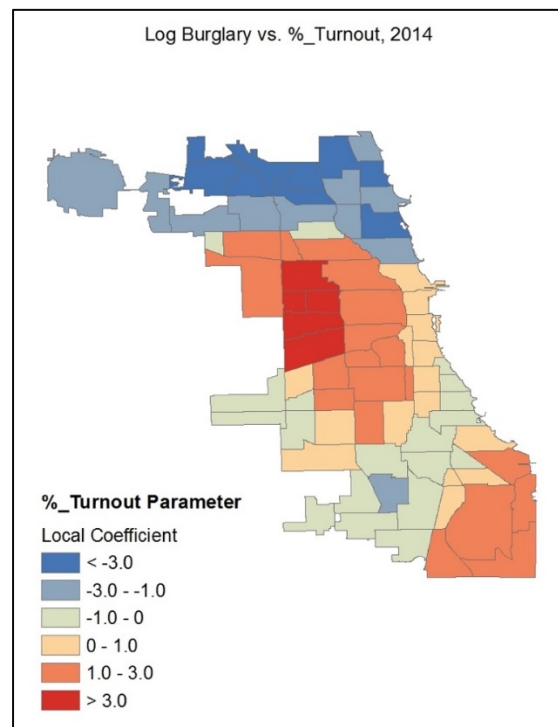 Log Burglary vs. %_Turnout, 2014
%_Turnout Parameter
Local Coefficient
< -3.0
-3.0 - -1.0
-1.0 - 0
0 - 1.0
1.0 - 3.0
> 3.0